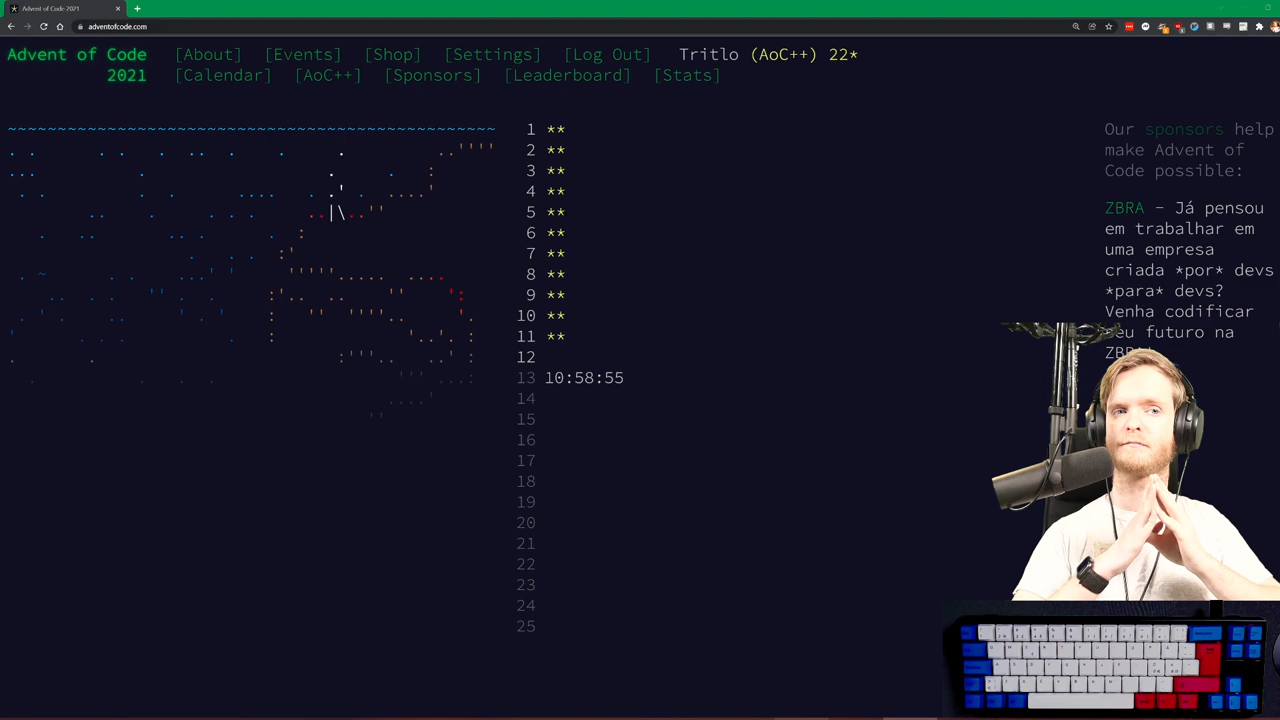 Advent of Code 2021
adventofcode.com
Advent of Code [About] [Events] [Shop] [Settings] [Log Out] Tritlo (AoC++) 22*
2021 [Calendar] [AoC++] [Sponsors] [Leaderboard] [Stats]
1 **
2 **
3 **
4 **
5 **
6 **
7 **
8 **
9 **
10 **
11 **
12
13 10:58:55
14
15
16
17
18
19
20
21
22
23
24
25
Our sponsors help
make Advent of
Code possible:
ZBRA - Já pensou
em trabalhar em
uma empresa
criada *por* devs
*para* devs?
Venha codificar
seu futuro na